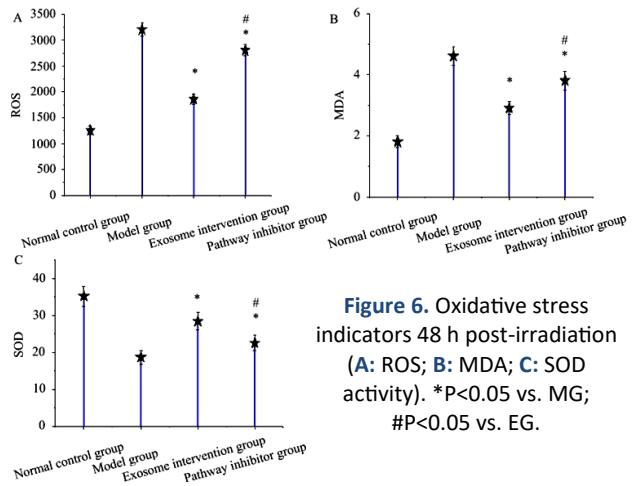 A
3500
3000
2500
2000
1500
1000
500
0
ROS
*
#
*
Normal control group
Model group
Exosome intervention group
Pathway inhibitor group
B
6
4
2
0
MDA
*
#
*
Normal control group
Model group
Exosome intervention group
Pathway inhibitor group
C
40
30
20
10
0
SOD
*
#
*
Normal control group
Model group
Exosome intervention group
Pathway inhibitor group
Figure 6. Oxidative stress
indicators 48 h post-irradiation
(A: ROS; B: MDA; C: SOD
activity). *P<0.05 vs. MG;
#P<0.05 vs. EG.